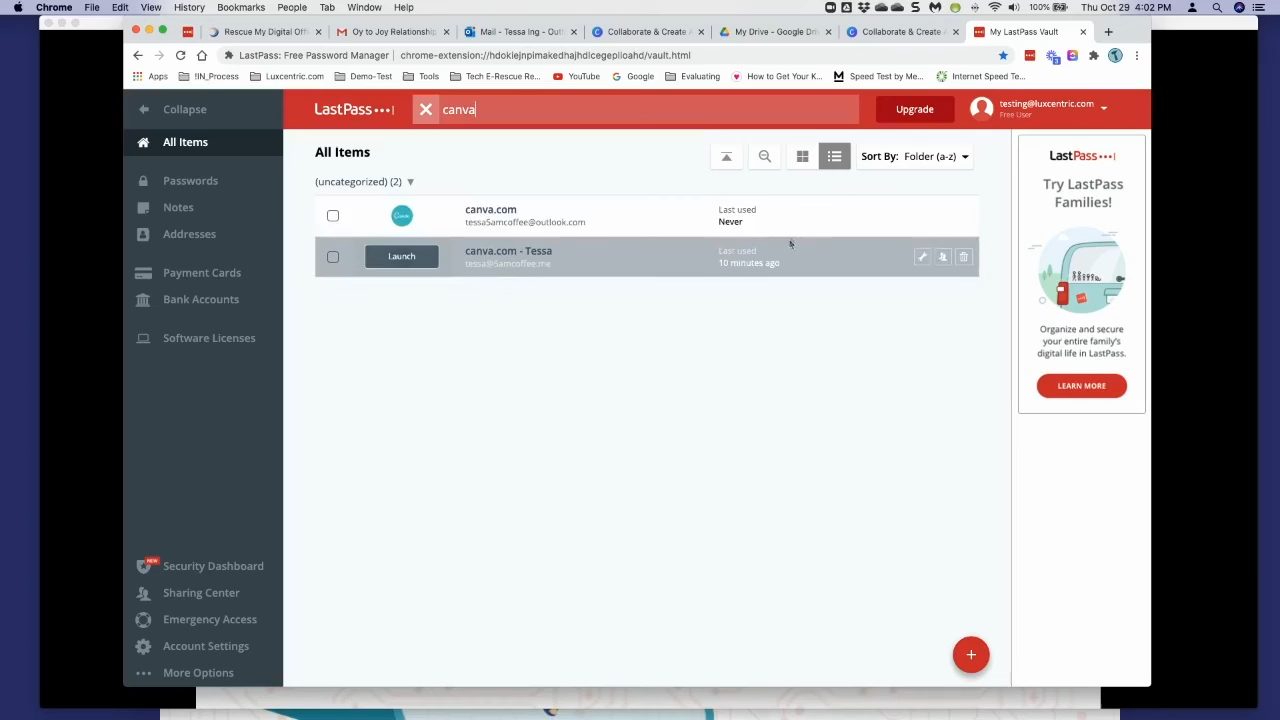 Chrome File Edit View History Bookmarks People Tab Window Help
100% Thu Oct 29 4:02 PM
Rescue My Digital Off
Oy to Joy Relationship
Mail - Tessa Ing - Outl
Collaborate & Create A
My Drive - Google Driv
Collaborate & Create A
My LastPass Vault
LastPass: Free Password Manager | chrome-extension://hdokiejnpimakedhajhdlcegeplioahd/vault.html
Apps
!IN_Process
Luxcentric.com
Demo-Test
Tools
Tech E-Rescue Re...
YouTube
Google
Evaluating
How to Get Your K...
Speed Test by Me...
Internet Speed Te...
Collapse
All Items
Passwords
Notes
Addresses
Payment Cards
Bank Accounts
Software Licenses
NEW
Security Dashboard
Sharing Center
Emergency Access
Account Settings
More Options
LastPass
canva
Upgrade
testing@luxcentric.com
Free User
All Items
Sort By: Folder (a-z)
(uncategorized) (2)
canva.com
tessa5amcoffee@outlook.com
Last used
Never
Launch
canva.com - Tessa
tessa@5amcoffee.me
Last used
10 minutes ago
LastPass
Try LastPass
Families!
Organize and secure
your entire family's
digital life in LastPass.
LEARN MORE